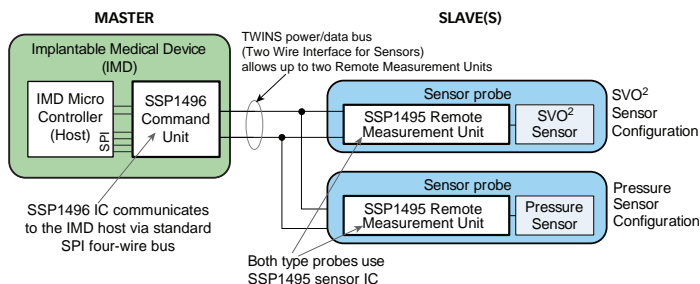 MASTER
SLAVE(S)
TWINS power/data bus
(Two Wire Interface for Sensors)
allows up to two Remote Measurement Units
Implantable Medical Device
(IMD)
IMD Micro
Controller
(Host)
SPI
SSP1496
Command
Unit
Sensor probe
SSP1495 Remote
Measurement Unit
SVO²
Sensor
SVO²
Sensor
Configuration
Sensor probe
SSP1495 Remote
Measurement Unit
Pressure
Sensor
Pressure
Sensor
Configuration
SSP1496 IC communicates
to the IMD host via standard
SPI four-wire bus
Both type probes use
SSP1495 sensor IC